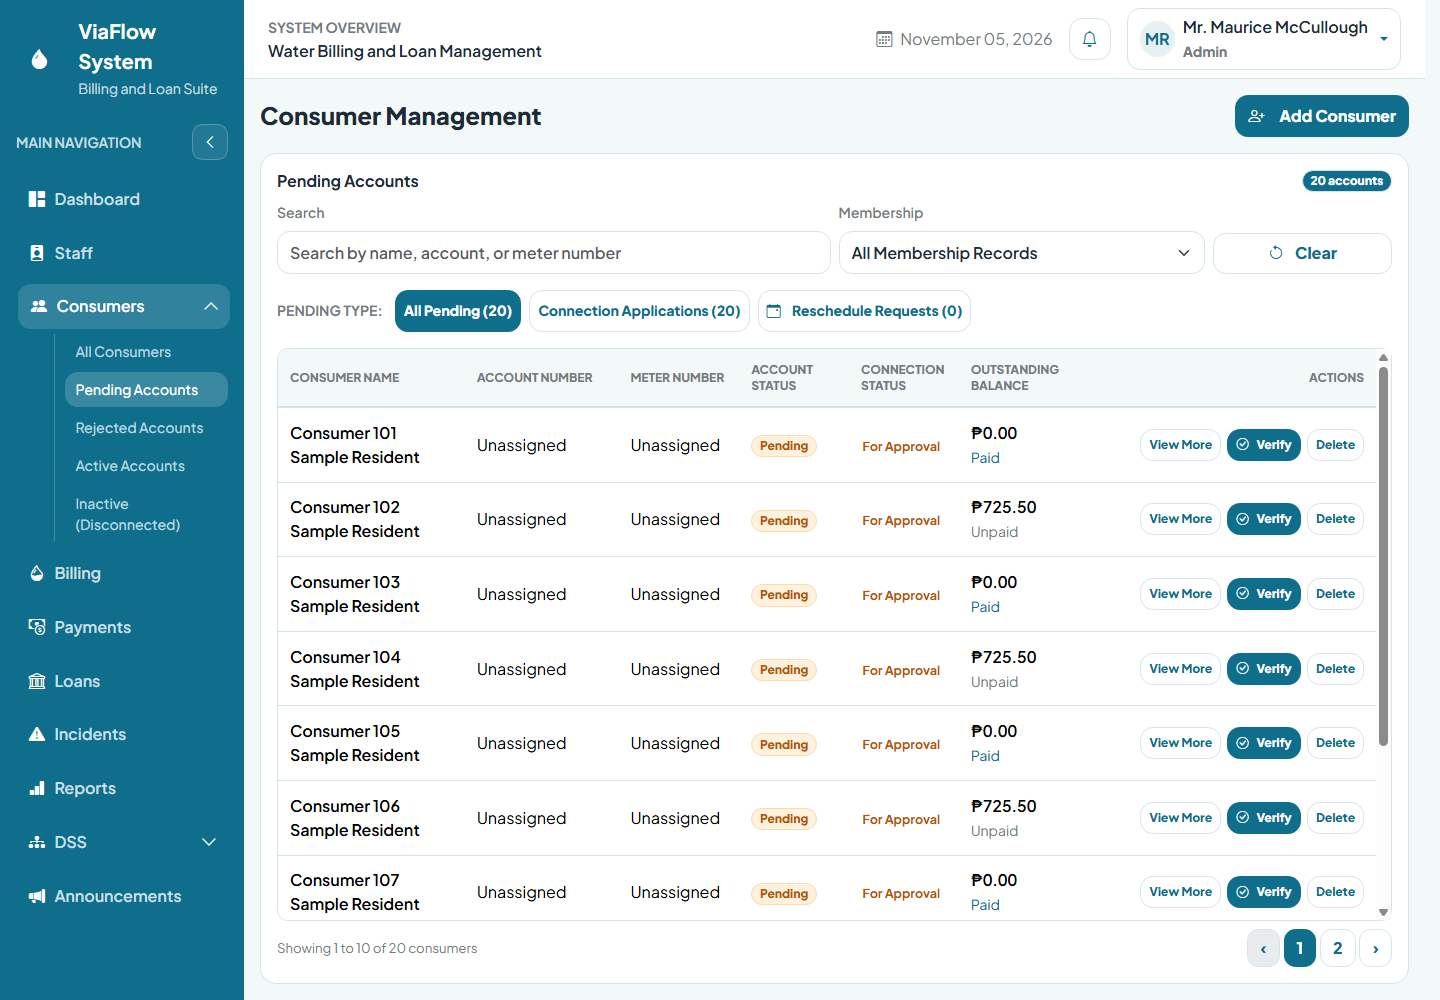 ViaFlow
System
Billing and Loan Suite
MAIN NAVIGATION
Dashboard
Staff
Consumers
All Consumers
Pending Accounts
Rejected Accounts
Active Accounts
Inactive
(Disconnected)
Billing
Payments
Loans
Incidents
Reports
DSS
Announcements
SYSTEM OVERVIEW
Water Billing and Loan Management
November 05, 2026
MR
Mr. Maurice McCullough
Admin
Consumer Management
Add Consumer
Pending Accounts
20 accounts
Search
Membership
Search by name, account, or meter number
All Membership Records
Clear
PENDING TYPE:
All Pending (20)
Connection Applications (20)
Reschedule Requests (0)
CONSUMER NAME
ACCOUNT NUMBER
METER NUMBER
ACCOUNT
STATUS
CONNECTION
STATUS
OUTSTANDING
BALANCE
ACTIONS
Consumer 101
Sample Resident
Unassigned
Unassigned
Pending
For Approval
₱0.00
Paid
View More
Verify
Delete
Consumer 102
Sample Resident
Unassigned
Unassigned
Pending
For Approval
₱725.50
Unpaid
View More
Verify
Delete
Consumer 103
Sample Resident
Unassigned
Unassigned
Pending
For Approval
₱0.00
Paid
View More
Verify
Delete
Consumer 104
Sample Resident
Unassigned
Unassigned
Pending
For Approval
₱725.50
Unpaid
View More
Verify
Delete
Consumer 105
Sample Resident
Unassigned
Unassigned
Pending
For Approval
₱0.00
Paid
View More
Verify
Delete
Consumer 106
Sample Resident
Unassigned
Unassigned
Pending
For Approval
₱725.50
Unpaid
View More
Verify
Delete
Consumer 107
Sample Resident
Unassigned
Unassigned
Pending
For Approval
₱0.00
Paid
View More
Verify
Delete
Showing 1 to 10 of 20 consumers
‹
1
2
›